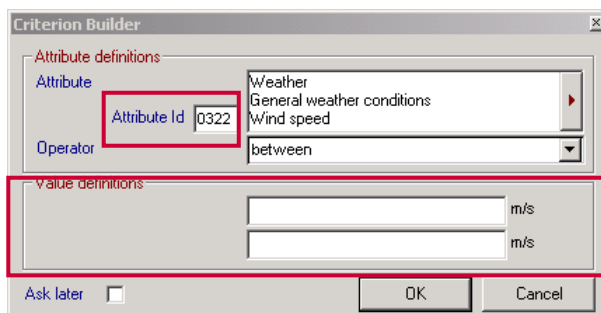 Criterion Builder
Attribute definitions
Attribute
Weather
General weather conditions
Wind speed
Attribute Id 0322
Operator between
Value definitions
m/s
m/s
Ask later OK Cancel